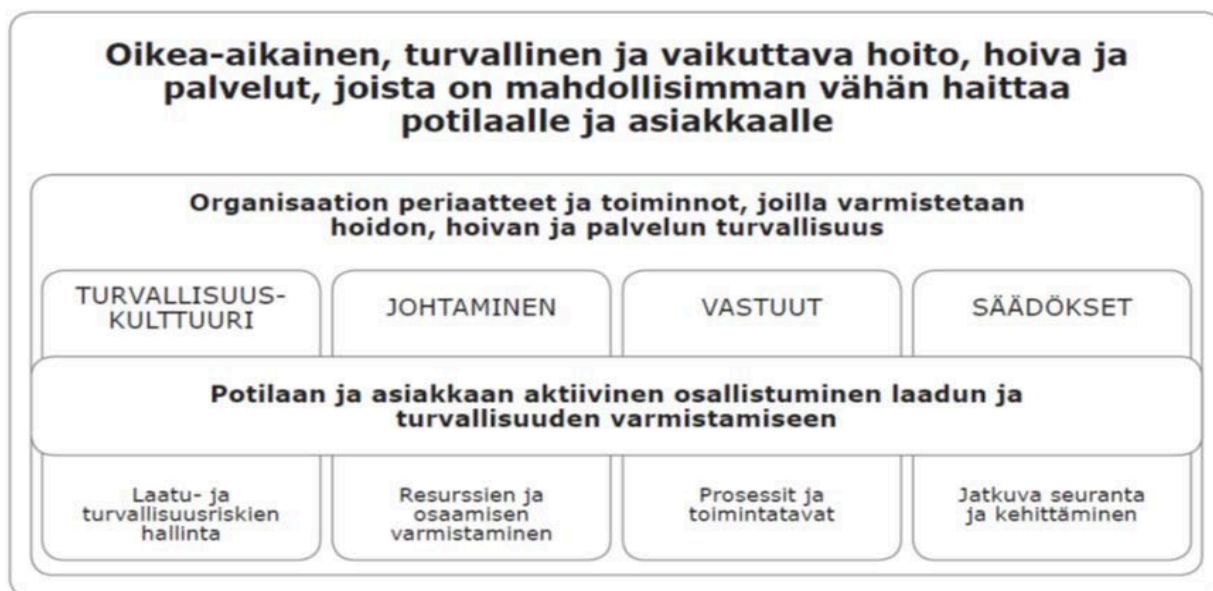 Oikea-aikainen, turvallinen ja vaikuttava hoito, hoiva ja
palvelut, joista on mahdollisimman vähän haittaa
potilaalle ja asiakkaalle
Organisaation periaatteet ja toiminnot, joilla varmistetaan
hoidon, hoivan ja palvelun turvallisuus
TURVALLISUUS-
KULTTUURI
JOHTAMINEN
VASTUUT
SÄÄDÖKSET
Potilaan ja asiakkaan aktiivinen osallistuminen laadun ja
turvallisuuden varmistamiseen
Laatu- ja
turvallisuusriskien
hallinta
Resurssien ja
osaamisen
varmistaminen
Prosessit ja
toimintatavat
Jatkuva seuranta
ja kehittäminen